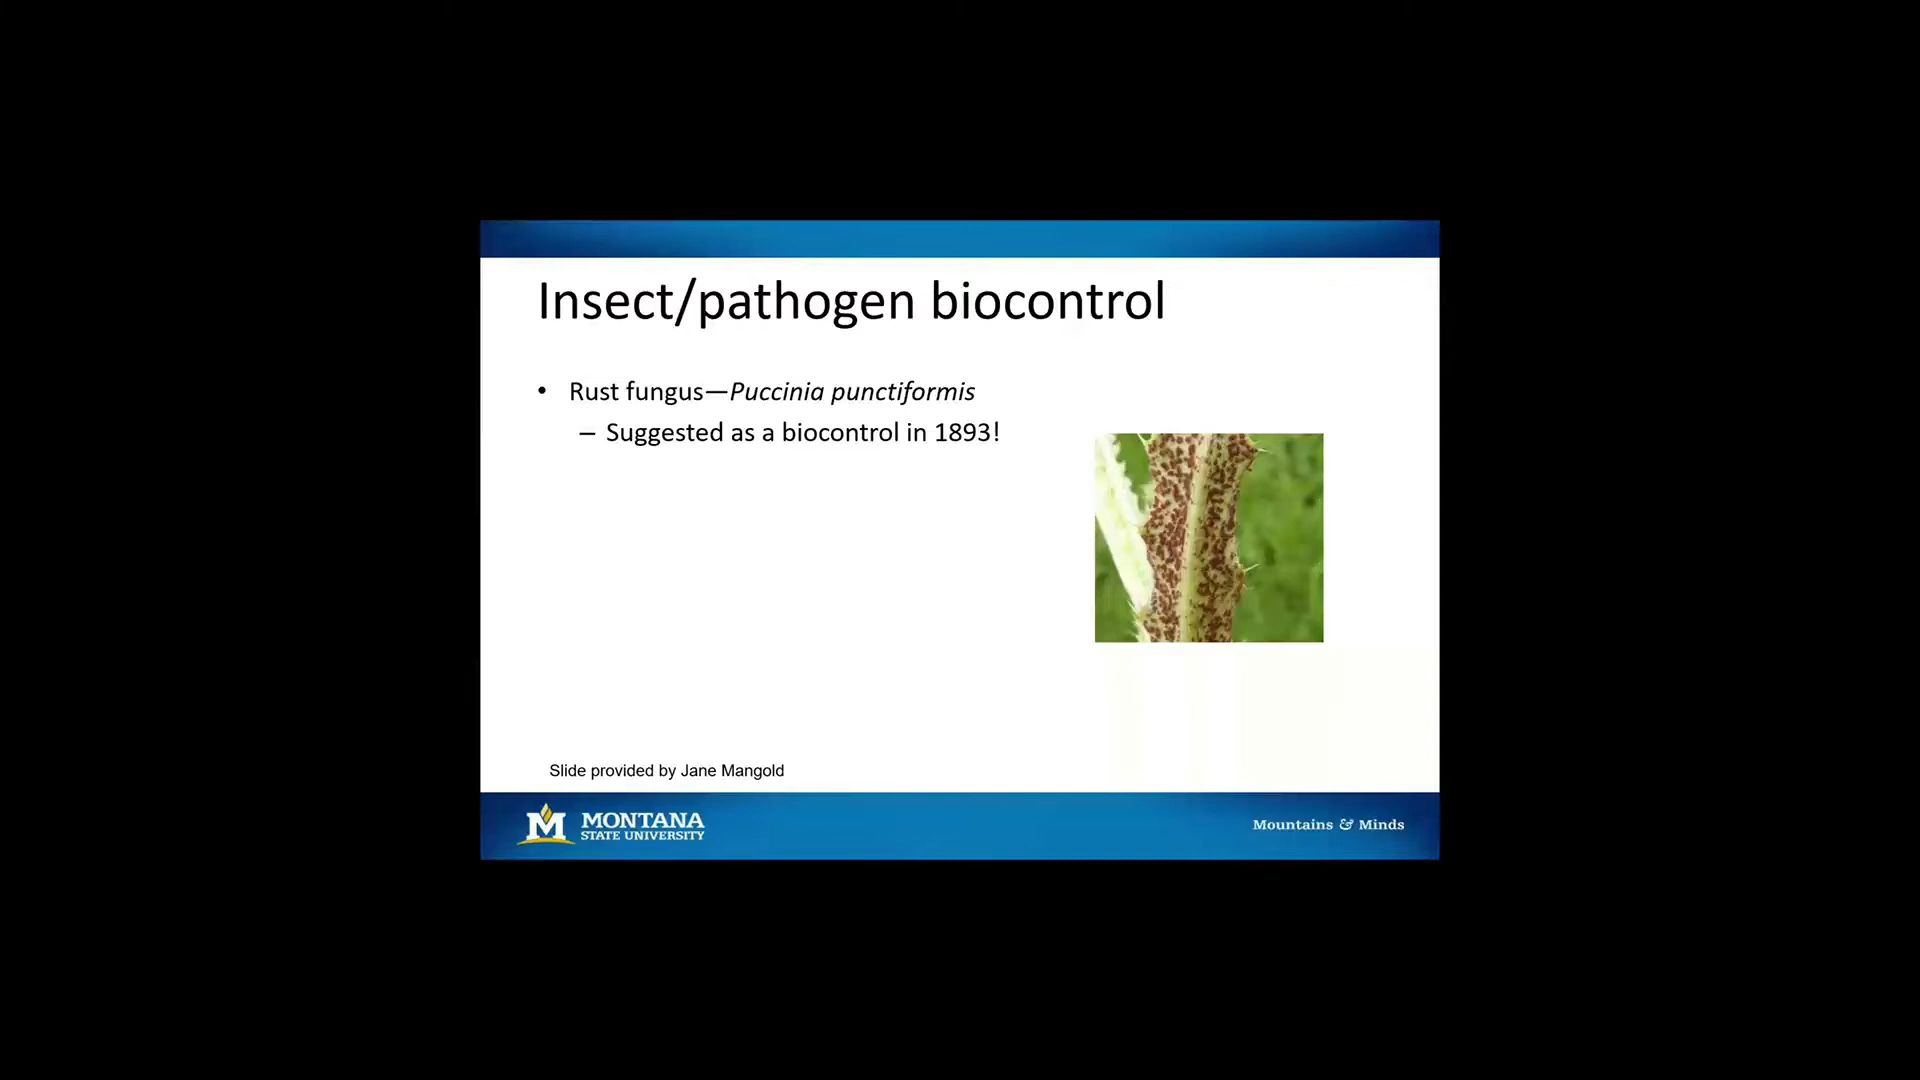 Insect/pathogen biocontrol
• Rust fungus—Puccinia punctiformis
– Suggested as a biocontrol in 1893!
Slide provided by Jane Mangold
M MONTANA
STATE UNIVERSITY
Mountains & Minds